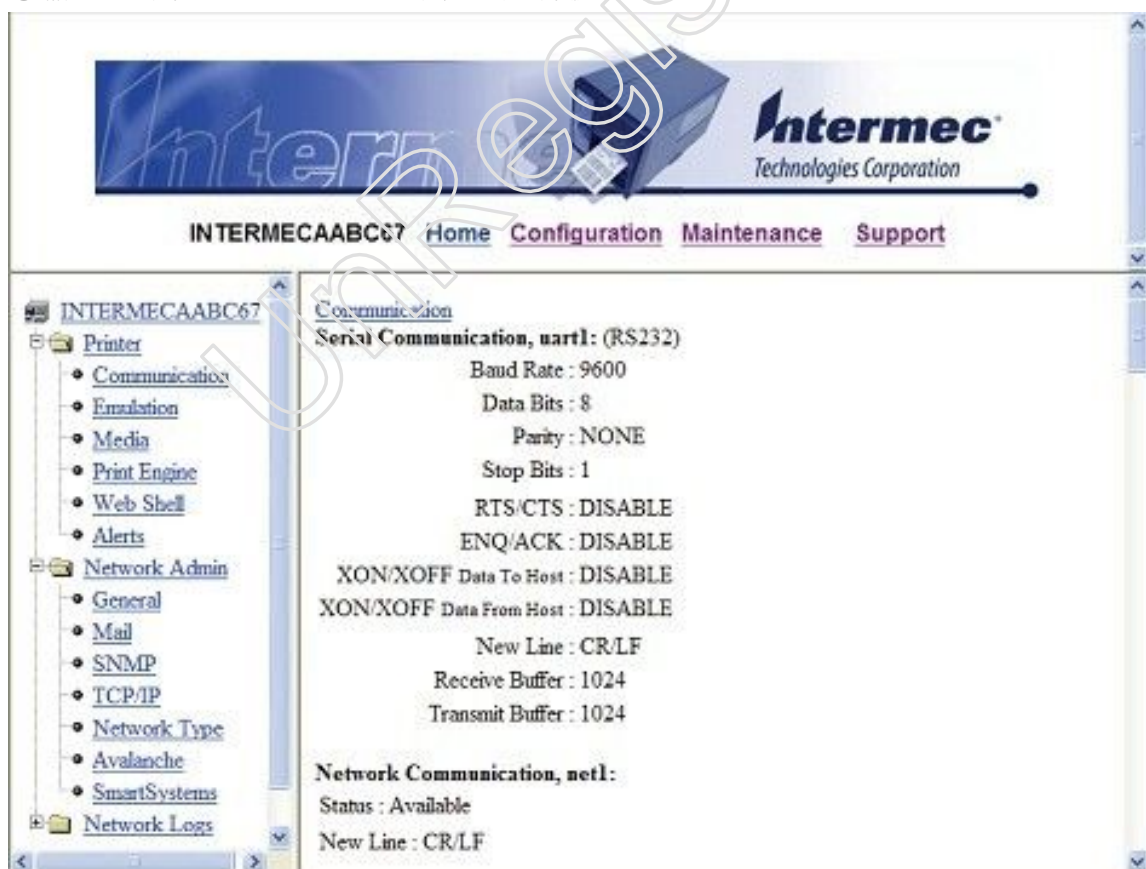 Interm
Intermec
Technologies Corporation
INTERMECAABC67 Home Configuration Maintenance Support
INTERMECAABC67
Printer
Communication
Emulation
Media
Print Engine
Web Shell
Alerts
Network Admin
General
Mail
SNMP
TCP/IP
Network Type
Avalanche
SmartSystems
Network Logs
Communication
Serial Communication, uart1: (RS232)
Baud Rate : 9600
Data Bits : 8
Parity : NONE
Stop Bits : 1
RTS/CTS : DISABLE
ENQ/ACK : DISABLE
XON/XOFF Data To Host : DISABLE
XON/XOFF Data From Host : DISABLE
New Line : CR/LF
Receive Buffer : 1024
Transmit Buffer : 1024
Network Communication, net1:
Status : Available
New Line : CR/LF
UnRegis